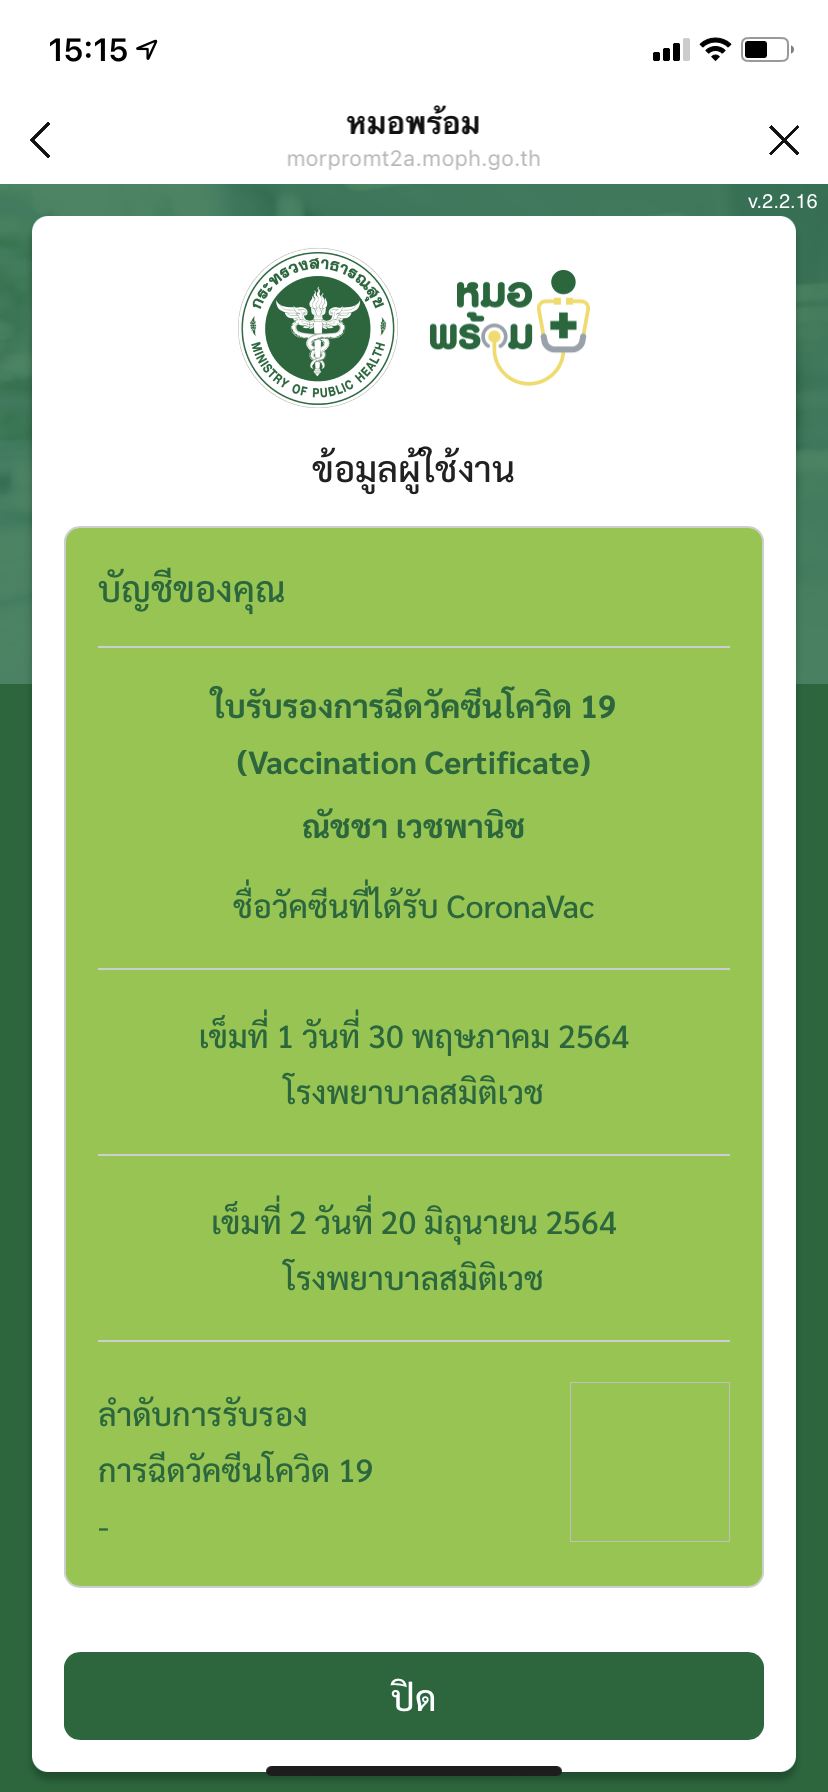 15:15
หมอพร้อม
morpromt2a.moph.go.th
v.2.2.16
กระทรวงสาธารณสุข
MINISTRY OF PUBLIC HEALTH
หมอ
พร้อม
ข้อมูลผู้ใช้งาน
บัญชีของคุณ
ใบรับรองการฉีดวัคซีนโควิด 19
(Vaccination Certificate)
ณัชชา เวชพานิช
ชื่อวัคซีนที่ได้รับ CoronaVac
เข็มที่ 1 วันที่ 30 พฤษภาคม 2564
โรงพยาบาลสมิติเวช
เข็มที่ 2 วันที่ 20 มิถุนายน 2564
โรงพยาบาลสมิติเวช
ลำดับการรับรอง
การฉีดวัคซีนโควิด 19
-
ปิด